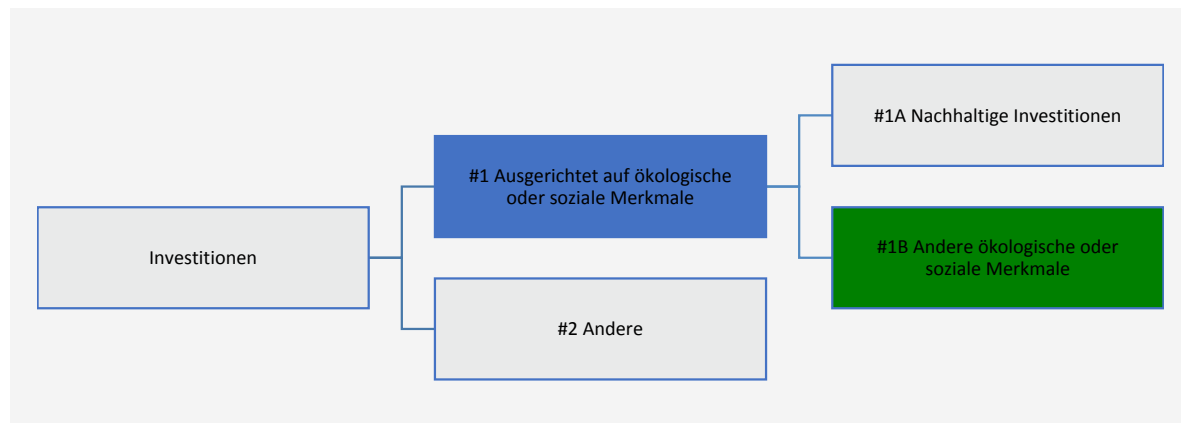 #1A Nachhaltige Investitionen
#1 Ausgerichtet auf ökologische
oder soziale Merkmale
Investitionen
#1B Andere ökologische oder
soziale Merkmale
#2 Andere